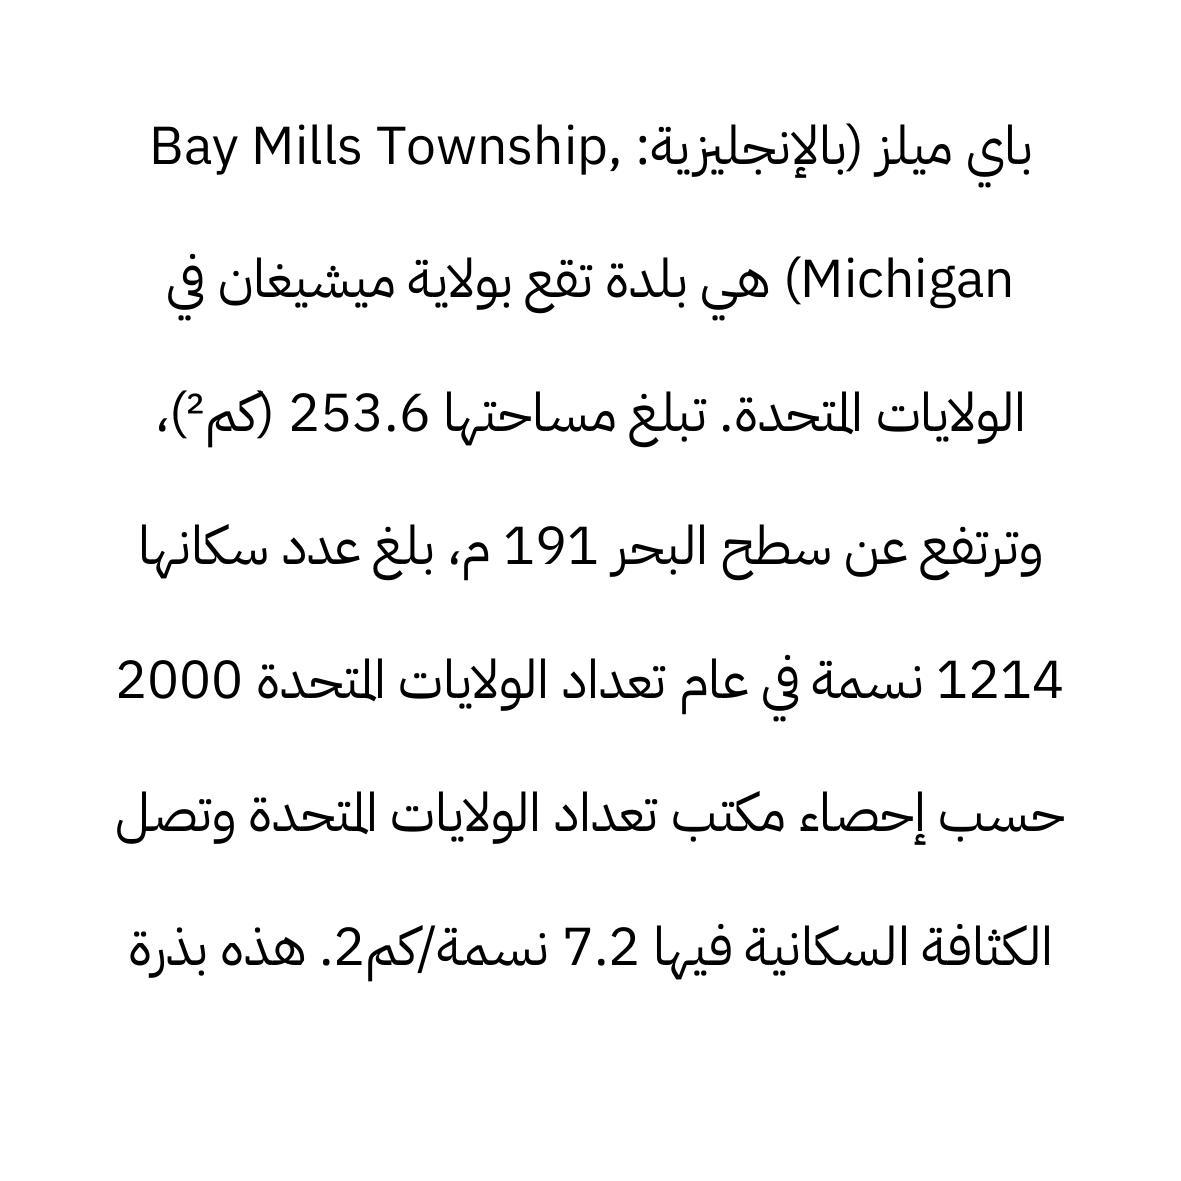 باي ميلز (بالإنجليزية: Bay Mills Township,
Michigan) هي بلدة تقع بولاية ميشيغان في
الولايات المتحدة. تبلغ مساحتها 253.6 (كم²)،
وترتفع عن سطح البحر 191 م، بلغ عدد سكانها
1214 نسمة في عام تعداد الولايات المتحدة 2000
حسب إحصاء مكتب تعداد الولايات المتحدة وتصل
الكثافة السكانية فيها 7.2 نسمة/كم2. هذه بذرة